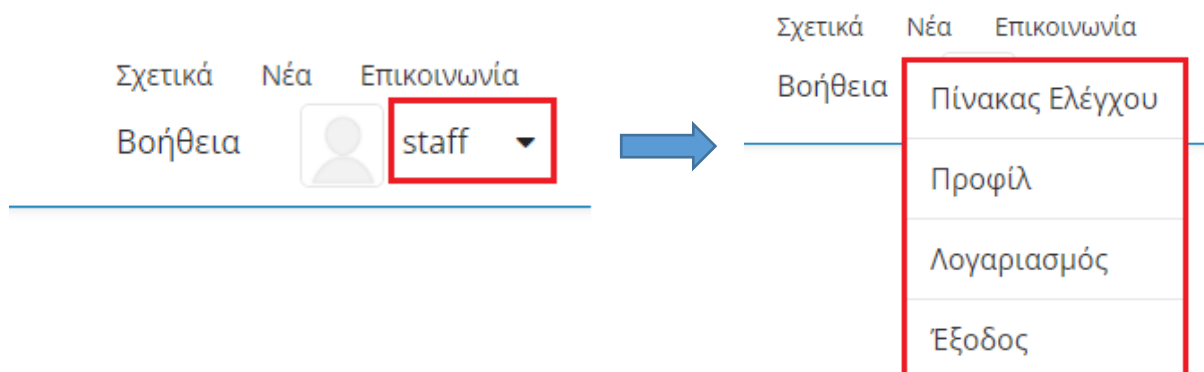 Σχετικά Νέα Επικοινωνία
Βοήθεια staff
Σχετικά Νέα Επικοινωνία
Βοήθεια
Πίνακας Ελέγχου
Προφίλ
Λογαριασμός
Έξοδος